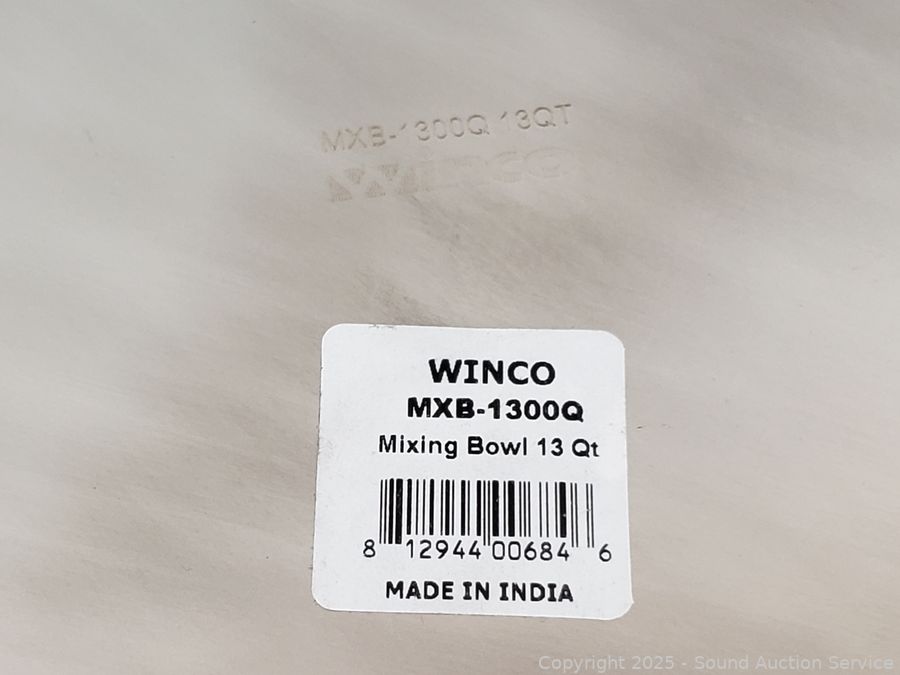 MXB-1300Q 13QT
WINCO
WINCO
MXB-1300Q
Mixing Bowl 13 Qt
8 12944 00684 6
MADE IN INDIA
Copyright 2025 - Sound Auction Service